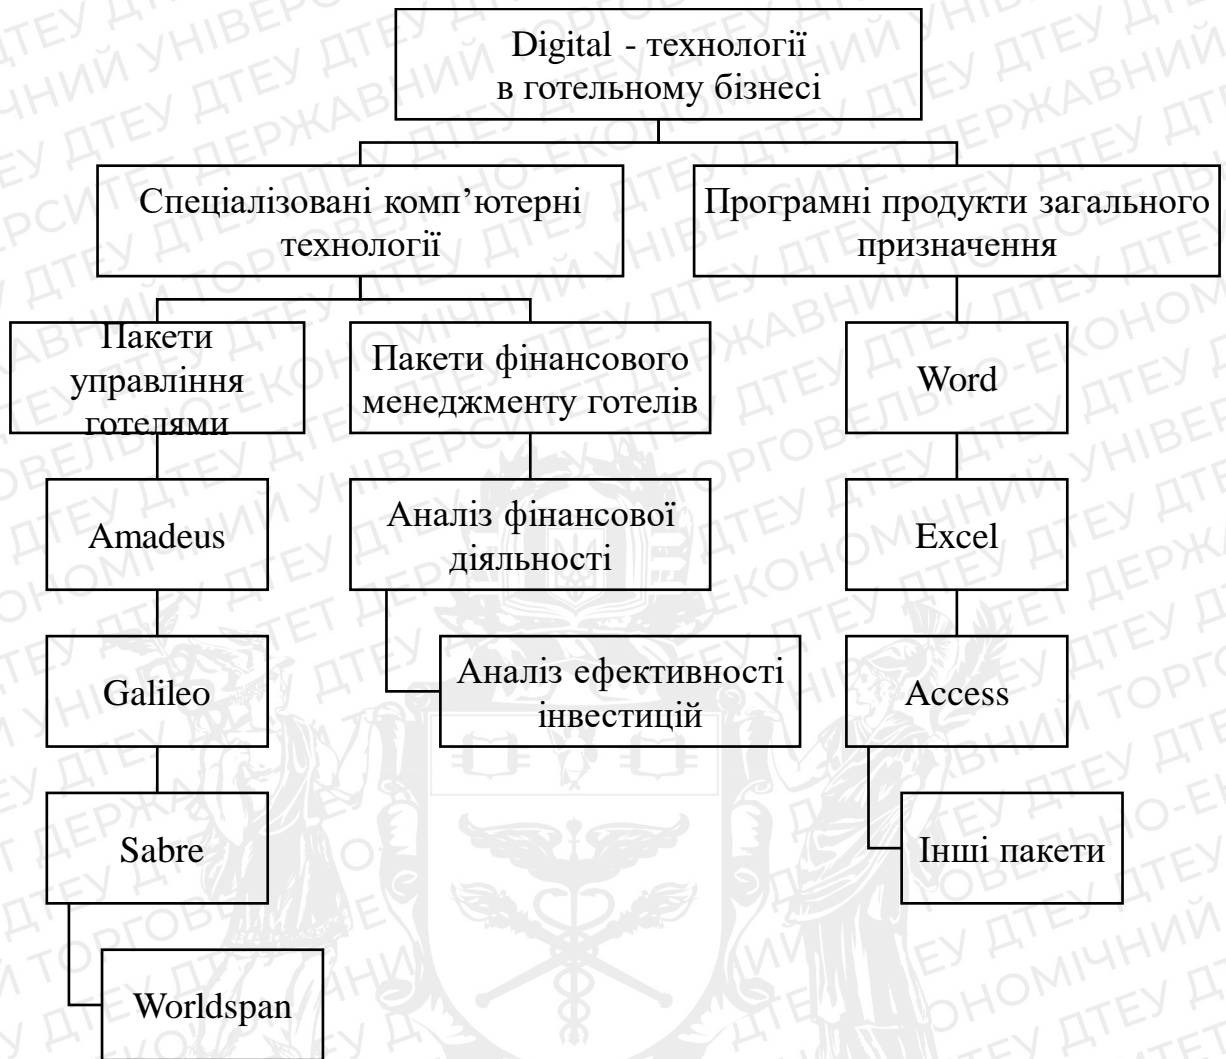 Digital - технології
в готельному бізнесі
Спеціалізовані комп’ютерні
технології
Програмні продукти загального
призначення
Пакети
управління
готелями
Пакети фінансового
менеджменту готелів
Word
Amadeus
Аналіз фінансової
діяльності
Excel
Galileo
Аналіз ефективності
інвестицій
Access
Sabre
Інші пакети
Worldspan